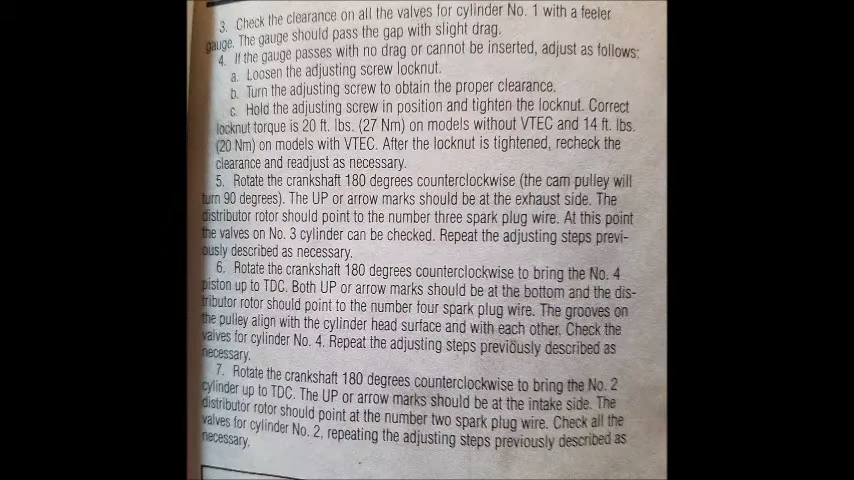 3. Check the clearance on all the valves for cylinder No. 1 with a feeler
gauge. The gauge should pass the gap with slight drag.
4. If the gauge passes with no drag or cannot be inserted, adjust as follows:
a. Loosen the adjusting screw locknut.
b. Turn the adjusting screw to obtain the proper clearance.
c. Hold the adjusting screw in position and tighten the locknut. Correct
locknut torque is 20 ft. lbs. (27 Nm) on models without VTEC and 14 ft. lbs.
(20 Nm) on models with VTEC. After the locknut is tightened, recheck the
clearance and readjust as necessary.
5. Rotate the crankshaft 180 degrees counterclockwise (the cam pulley will
turn 90 degrees). The UP or arrow marks should be at the exhaust side. The
distributor rotor should point to the number three spark plug wire. At this point
the valves on No. 3 cylinder can be checked. Repeat the adjusting steps previ-
ously described as necessary.
6. Rotate the crankshaft 180 degrees counterclockwise to bring the No. 4
piston up to TDC. Both UP or arrow marks should be at the bottom and the dis-
tributor rotor should point to the number four spark plug wire. The grooves on
the pulley align with the cylinder head surface and with each other. Check the
valves for cylinder No. 4. Repeat the adjusting steps previously described as
necessary.
7. Rotate the crankshaft 180 degrees counterclockwise to bring the No. 2
cylinder up to TDC. The UP or arrow marks should be at the intake side. The
distributor rotor should point at the number two spark plug wire. Check all the
valves for cylinder No. 2, repeating the adjusting steps previously described as
necessary.